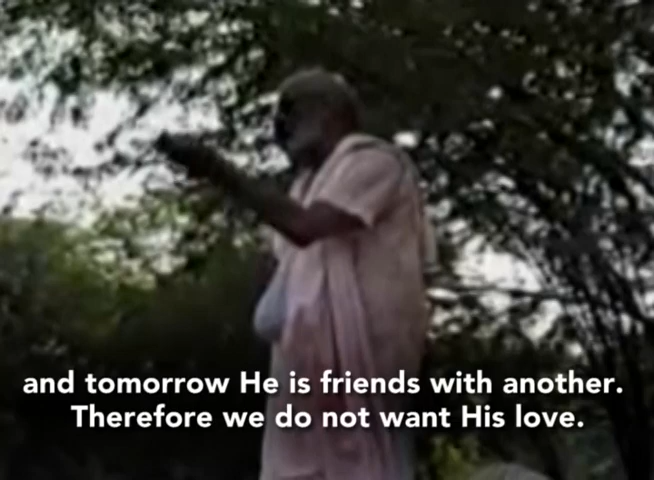 and tomorrow He is friends with another.
Therefore we do not want His love.